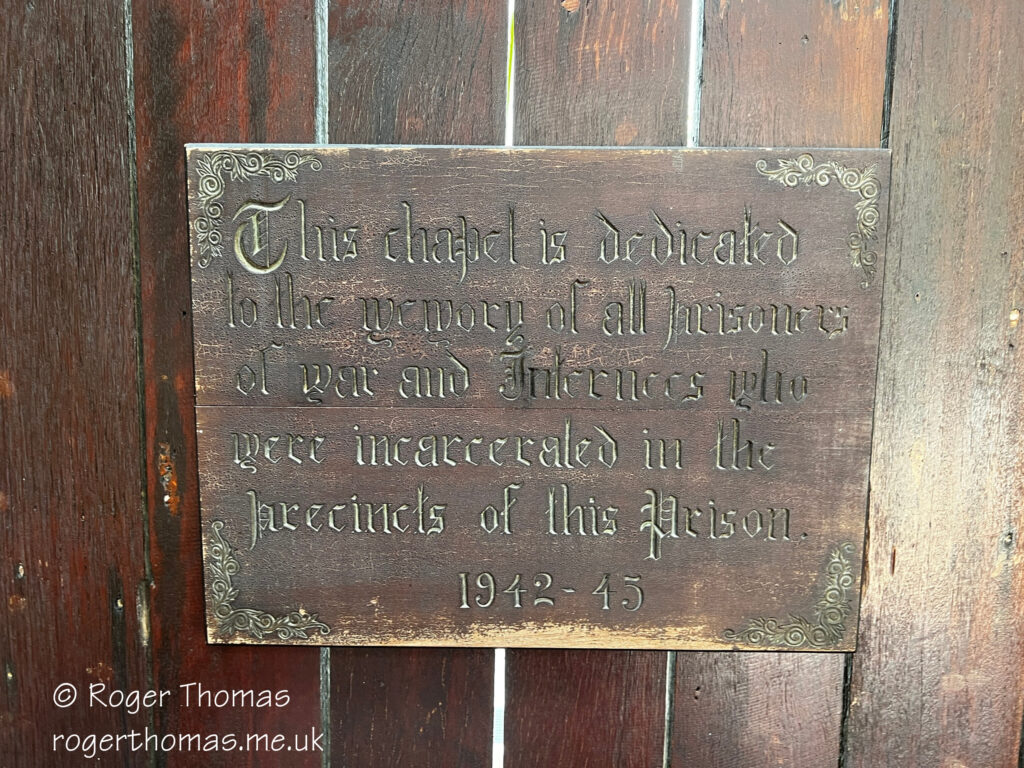 This chapel is dedicated
to the memory of all prisoners
of war and Internees who
were incarcerated in the
precincts of this Prison.
1942-45
© Roger Thomas
rogerthomas.me.uk